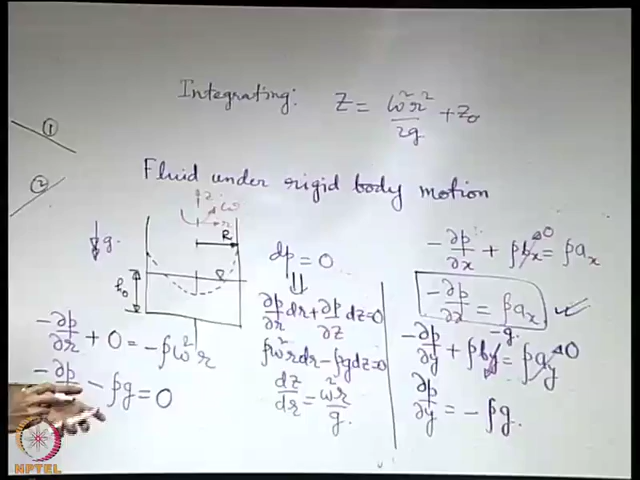 Integrating: Z = ω²r²/2g + Z₀
①
②
Fluid under rigid body motion
z
ω
r
R
g.
h₀
-∂p/∂r + 0 = -ρω²r
-∂p/ - ρg = 0
dp = 0
⇓
∂p/∂r dr + ∂p/∂z dz = 0
ρω²r dr - ρg dz = 0
dz/dr = ω²r/g.
-∂p/∂x + ρbₓ = ρaₓ
0
-∂p/∂x = ρaₓ ✓
-g.
-∂p/∂y + ρb_y = ρa_y
0
∂p/∂y = -ρg.
NPTEL